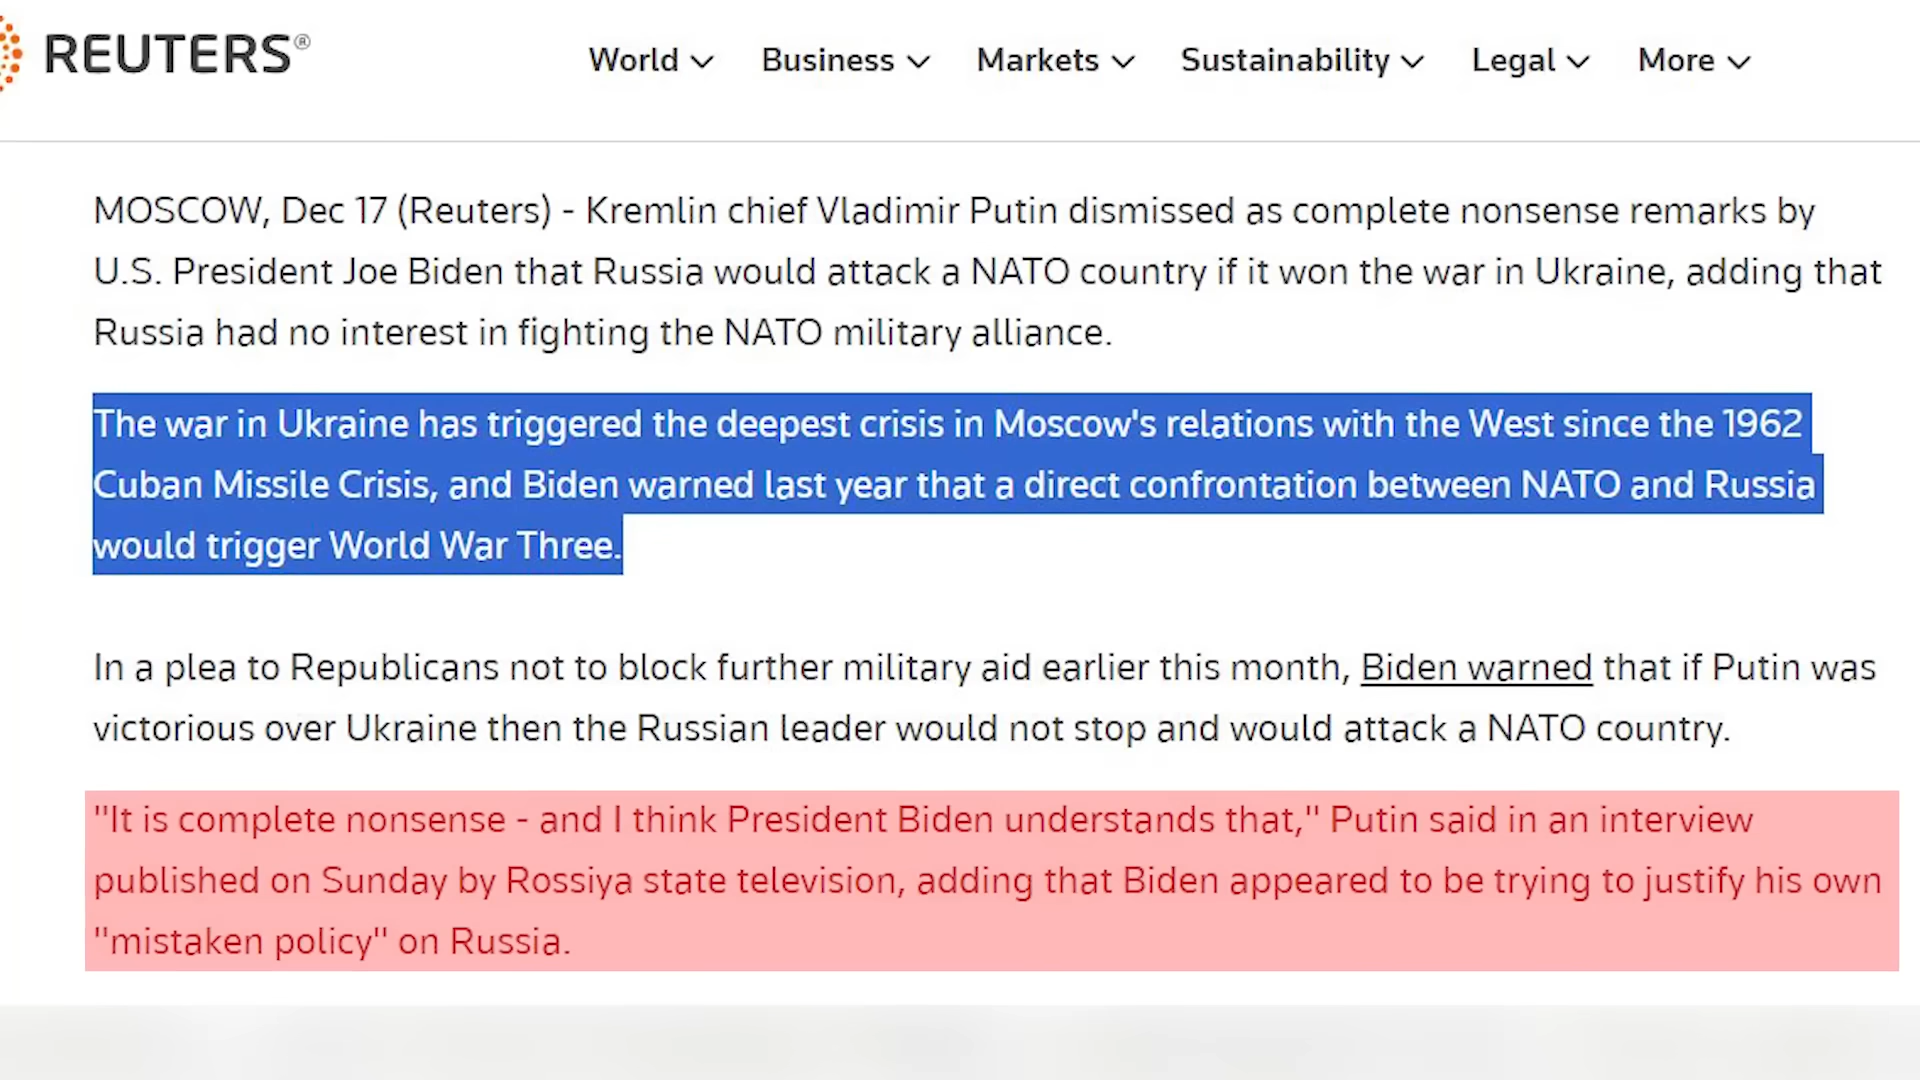 REUTERS®
World Business Markets Sustainability Legal More
MOSCOW, Dec 17 (Reuters) - Kremlin chief Vladimir Putin dismissed as complete nonsense remarks by
U.S. President Joe Biden that Russia would attack a NATO country if it won the war in Ukraine, adding that
Russia had no interest in fighting the NATO military alliance.
The war in Ukraine has triggered the deepest crisis in Moscow's relations with the West since the 1962
Cuban Missile Crisis, and Biden warned last year that a direct confrontation between NATO and Russia
would trigger World War Three.
In a plea to Republicans not to block further military aid earlier this month, Biden warned that if Putin was
victorious over Ukraine then the Russian leader would not stop and would attack a NATO country.
"It is complete nonsense - and I think President Biden understands that," Putin said in an interview
published on Sunday by Rossiya state television, adding that Biden appeared to be trying to justify his own
"mistaken policy" on Russia.